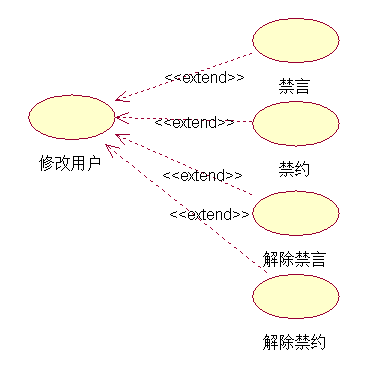 <<extend>>
禁言
<<extend>>
修改用户
禁约
<<extend>>
<<extend>>
解除禁言
解除禁约